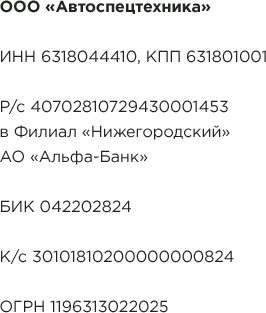 ООО «Автоспецтехника»
ИНН 6318044410, КПП 631801001
Р/с 40702810729430001453
в Филиал «Нижегородский»
АО «Альфа-Банк»
БИК 042202824
К/с 30101810200000000824
ОГРН 1196313022025